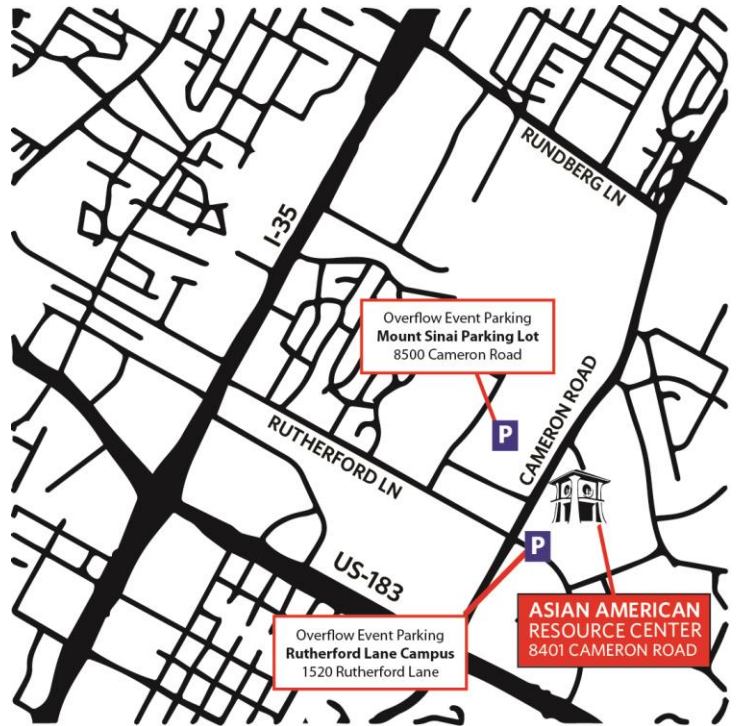 RUNDBERG LN
I-35
Overflow Event Parking
Mount Sinai Parking Lot
8500 Cameron Road
P
CAMERON ROAD
RUTHERFORD LN
P
US-183
ASIAN AMERICAN
RESOURCE CENTER
8401 CAMERON ROAD
Overflow Event Parking
Rutherford Lane Campus
1520 Rutherford Lane